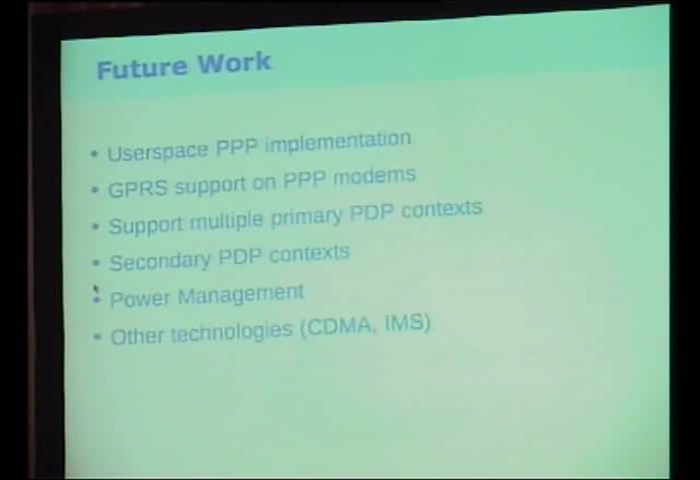 Future Work
• Userspace PPP implementation
• GPRS support on PPP modems
• Support multiple primary PDP contexts
• Secondary PDP contexts
• Power Management
• Other technologies (CDMA, IMS)